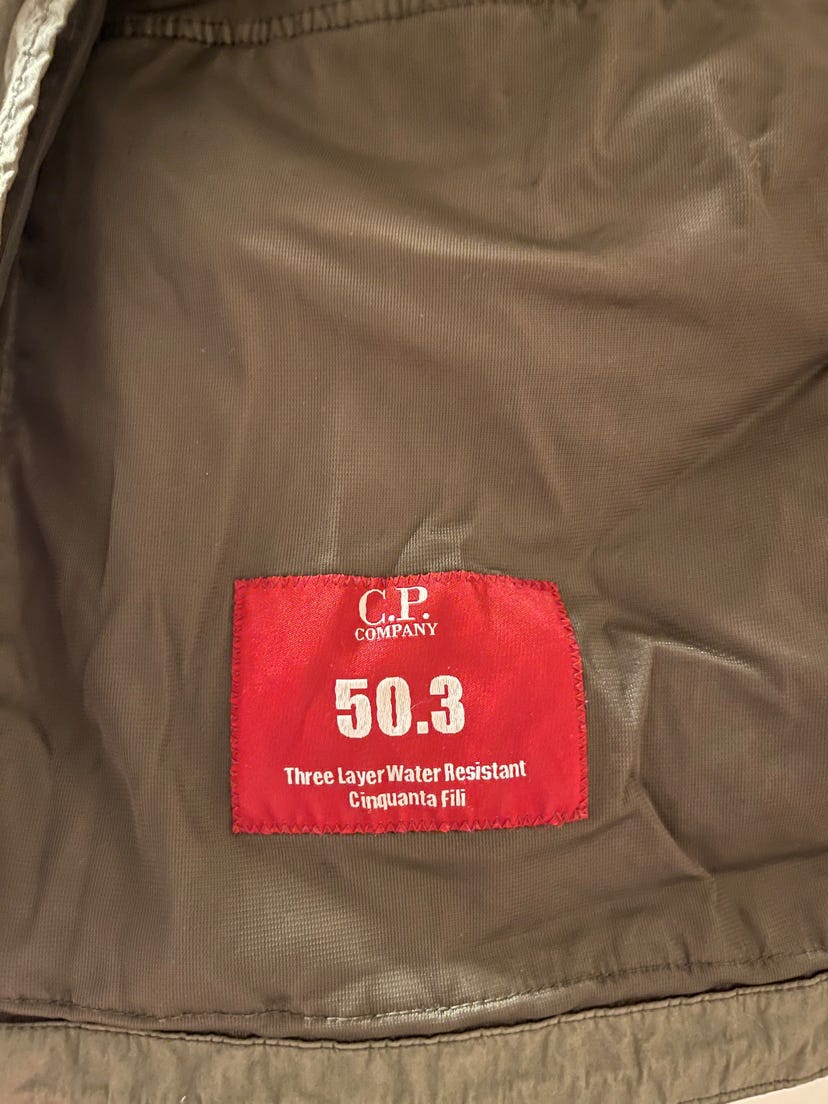 C.P.
COMPANY
50.3
Three Layer Water Resistant
Cinquanta Fili